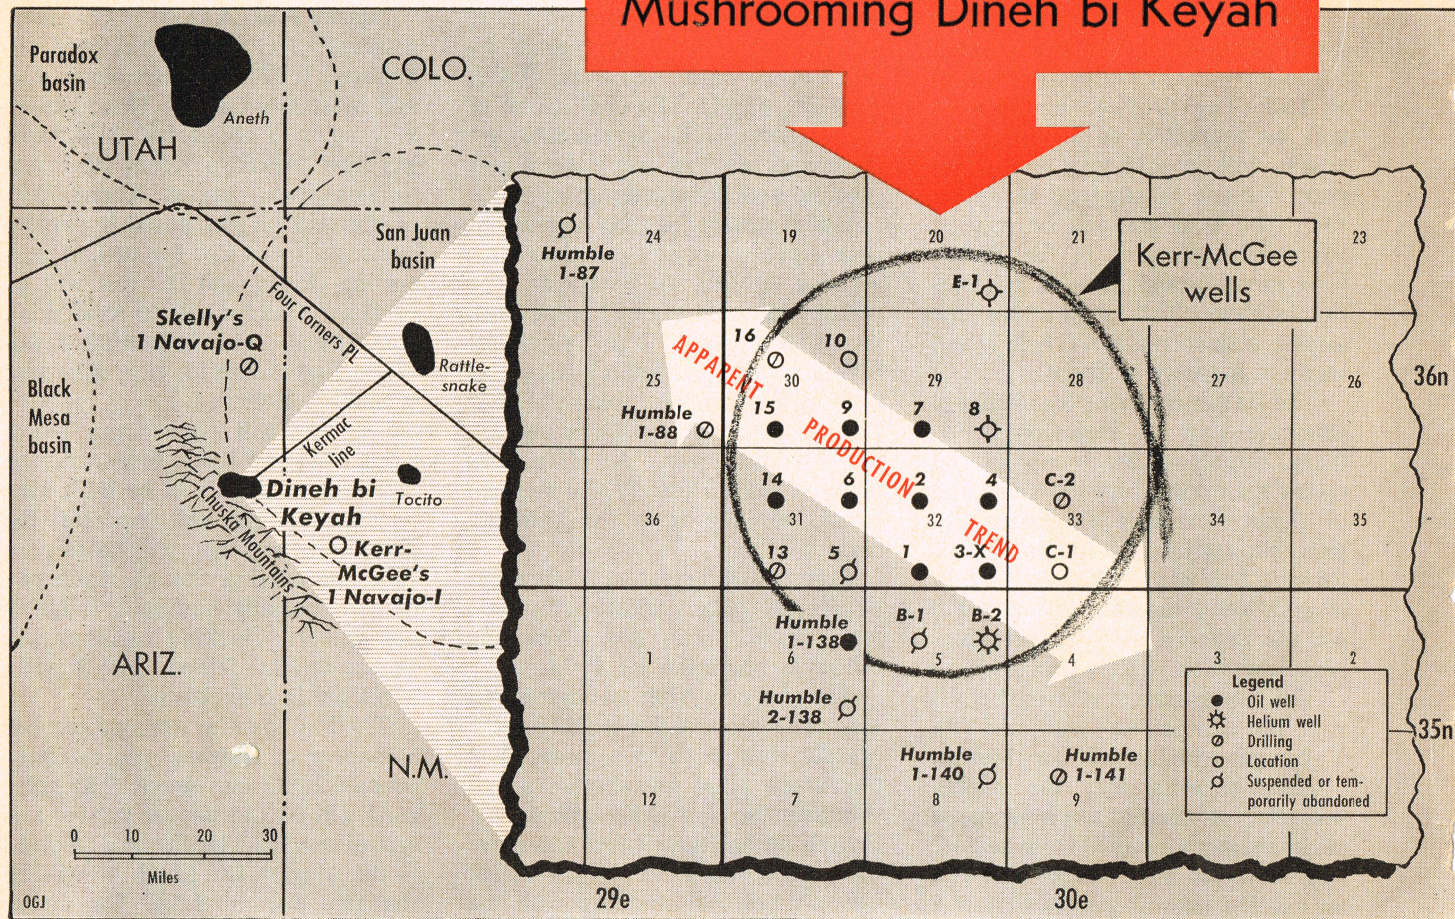 Mushrooming Dineh bi Keyah
Paradox
basin
COLO.
Aneth
UTAH
San Juan
basin
Four Corners PL
Skelly's
1 Navajo-Q
Rattle-
snake
Black
Mesa
basin
Kermac
line
Dineh bi
Keyah
Tocito
Chuska Mountains
Kerr-
McGee's
1 Navajo-I
ARIZ.
N.M.
0 10 20 30
Miles
OGJ
Humble
1-87
24 19 20 21 23
Kerr-McGee
wells
E-1
16 10
APPARENT
PRODUCTION
TREND
25 30 29 28 27 26
36n
Humble
1-88
15 9 7 8
14 6 2 4 C-2
36 31 32 33 34 35
13 5 1 3-X C-1
Humble
1-138
B-1 B-2
1 6 5 4 3 2
Humble
2-138
35n
Humble
1-140
Humble
1-141
12 7 8 9
Legend
Oil well
Helium well
Drilling
Location
Suspended or tem-
porarily abandoned
29e 30e